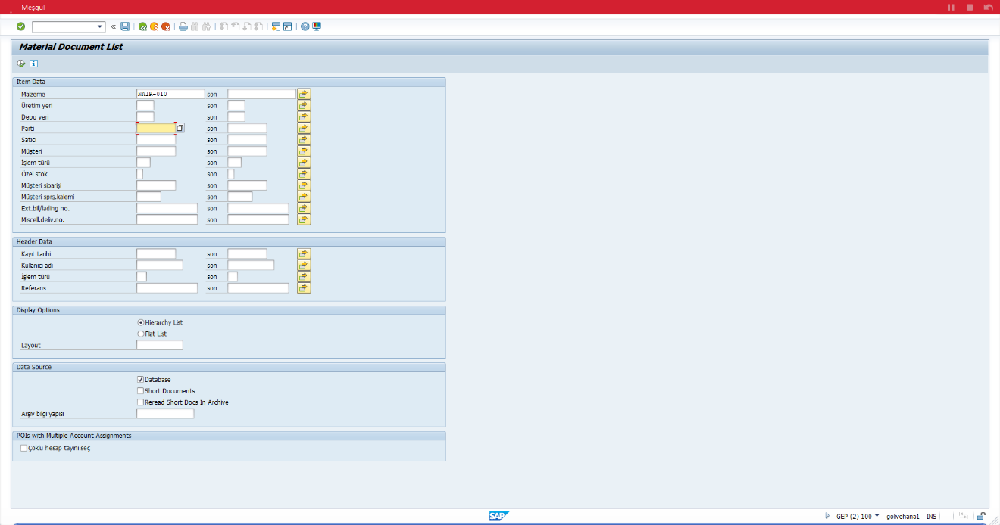 Meşgul
«
Material Document List
Item Data
Malzeme NAIR-010 son
Üretim yeri son
Depo yeri son
Parti son
Satıcı son
Müşteri son
İşlem türü son
Özel stok son
Müşteri siparişi son
Müşteri sprş.kalemi son
Ext.bil/lading no. son
Miscell.deliv.no. son
Header Data
Kayıt tarihi son
Kullanıcı adı son
İşlem türü son
Referans son
Display Options
Hierarchy List
Flat List
Layout
Data Source
Database
Short Documents
Reread Short Docs In Archive
Arşiv bilgi yapısı
POIs with Multiple Account Assignments
Çoklu hesap tayini seç
SAP GEP (2) 100 golivehana1 INS